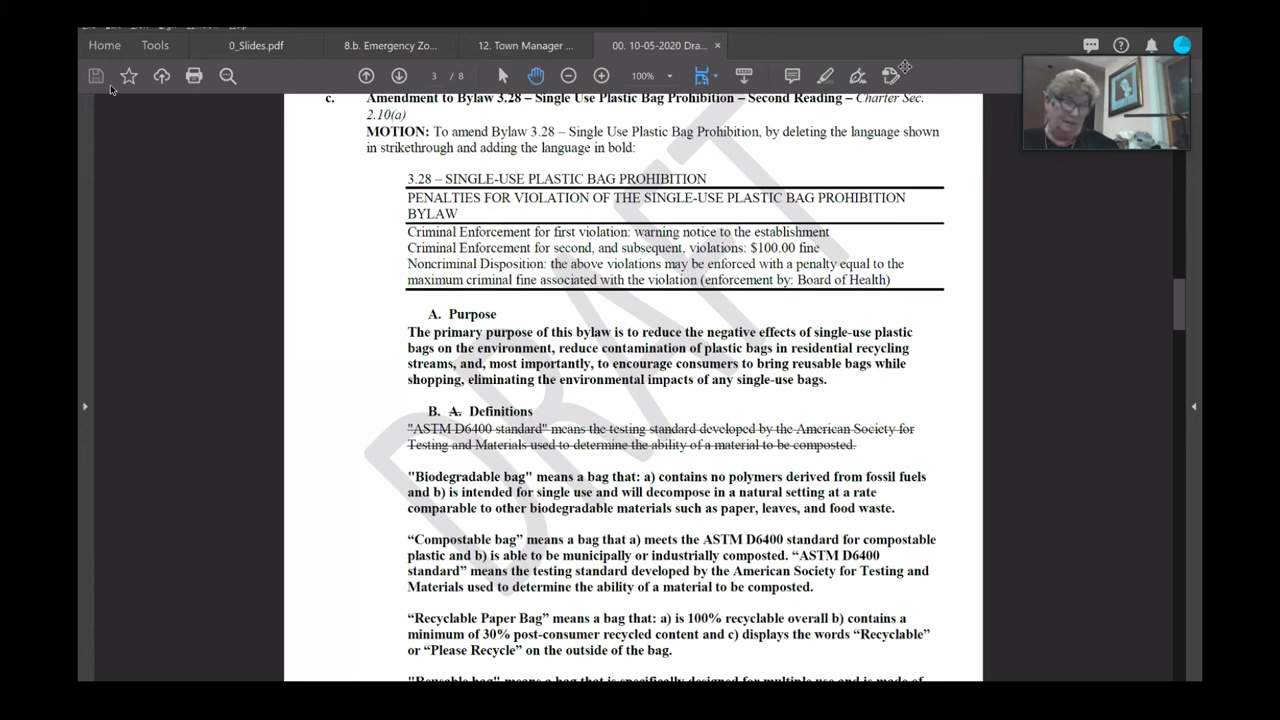 Home Tools 0_Slides.pdf 8.b. Emergency Zo... 12. Town Manager ... 00. 10-05-2020 Dra... ×
3 / 8 100%
c. Amendment to Bylaw 3.28 – Single Use Plastic Bag Prohibition – Second Reading – Charter Sec.
2.10(a)
MOTION: To amend Bylaw 3.28 – Single Use Plastic Bag Prohibition, by deleting the language shown
in strikethrough and adding the language in bold:
3.28 – SINGLE-USE PLASTIC BAG PROHIBITION
PENALTIES FOR VIOLATION OF THE SINGLE-USE PLASTIC BAG PROHIBITION
BYLAW
Criminal Enforcement for first violation: warning notice to the establishment
Criminal Enforcement for second, and subsequent, violations: $100.00 fine
Noncriminal Disposition: the above violations may be enforced with a penalty equal to the
maximum criminal fine associated with the violation (enforcement by: Board of Health)
A. Purpose
The primary purpose of this bylaw is to reduce the negative effects of single-use plastic
bags on the environment, reduce contamination of plastic bags in residential recycling
streams, and, most importantly, to encourage consumers to bring reusable bags while
shopping, eliminating the environmental impacts of any single-use bags.
B. A. Definitions
"ASTM D6400 standard" means the testing standard developed by the American Society for
Testing and Materials used to determine the ability of a material to be composted.
"Biodegradable bag" means a bag that: a) contains no polymers derived from fossil fuels
and b) is intended for single use and will decompose in a natural setting at a rate
comparable to other biodegradable materials such as paper, leaves, and food waste.
“Compostable bag” means a bag that a) meets the ASTM D6400 standard for compostable
plastic and b) is able to be municipally or industrially composted. “ASTM D6400
standard” means the testing standard developed by the American Society for Testing and
Materials used to determine the ability of a material to be composted.
“Recyclable Paper Bag” means a bag that: a) is 100% recyclable overall b) contains a
minimum of 30% post-consumer recycled content and c) displays the words “Recyclable”
or “Please Recycle” on the outside of the bag.
"Reusable bag" means a bag that is specifically designed for multiple use and is made of
DRAFT